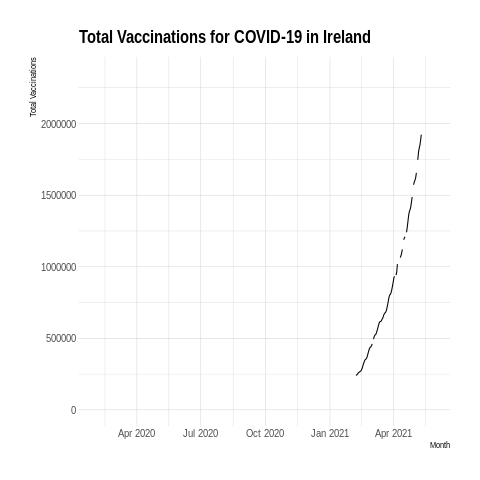 Total Vaccinations for COVID-19 in Ireland
Total Vaccinations
2000000
1500000
1000000
500000
0
Apr 2020 Jul 2020 Oct 2020 Jan 2021 Apr 2021
Month